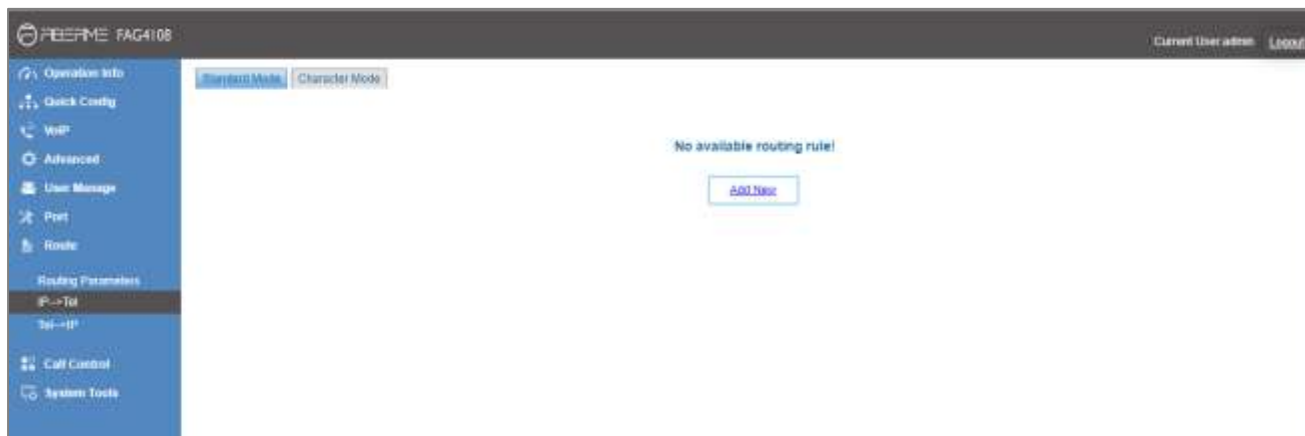 FIBERME FAG4108
Current User admin Logout
Operation Info
Standard Mode Character Mode
Quick Config
VoIP
No available routing rule!
Advanced
User Manage
Add New
Port
Route
Routing Parameters
IP-->Tel
Tel-->IP
Call Control
System Tools